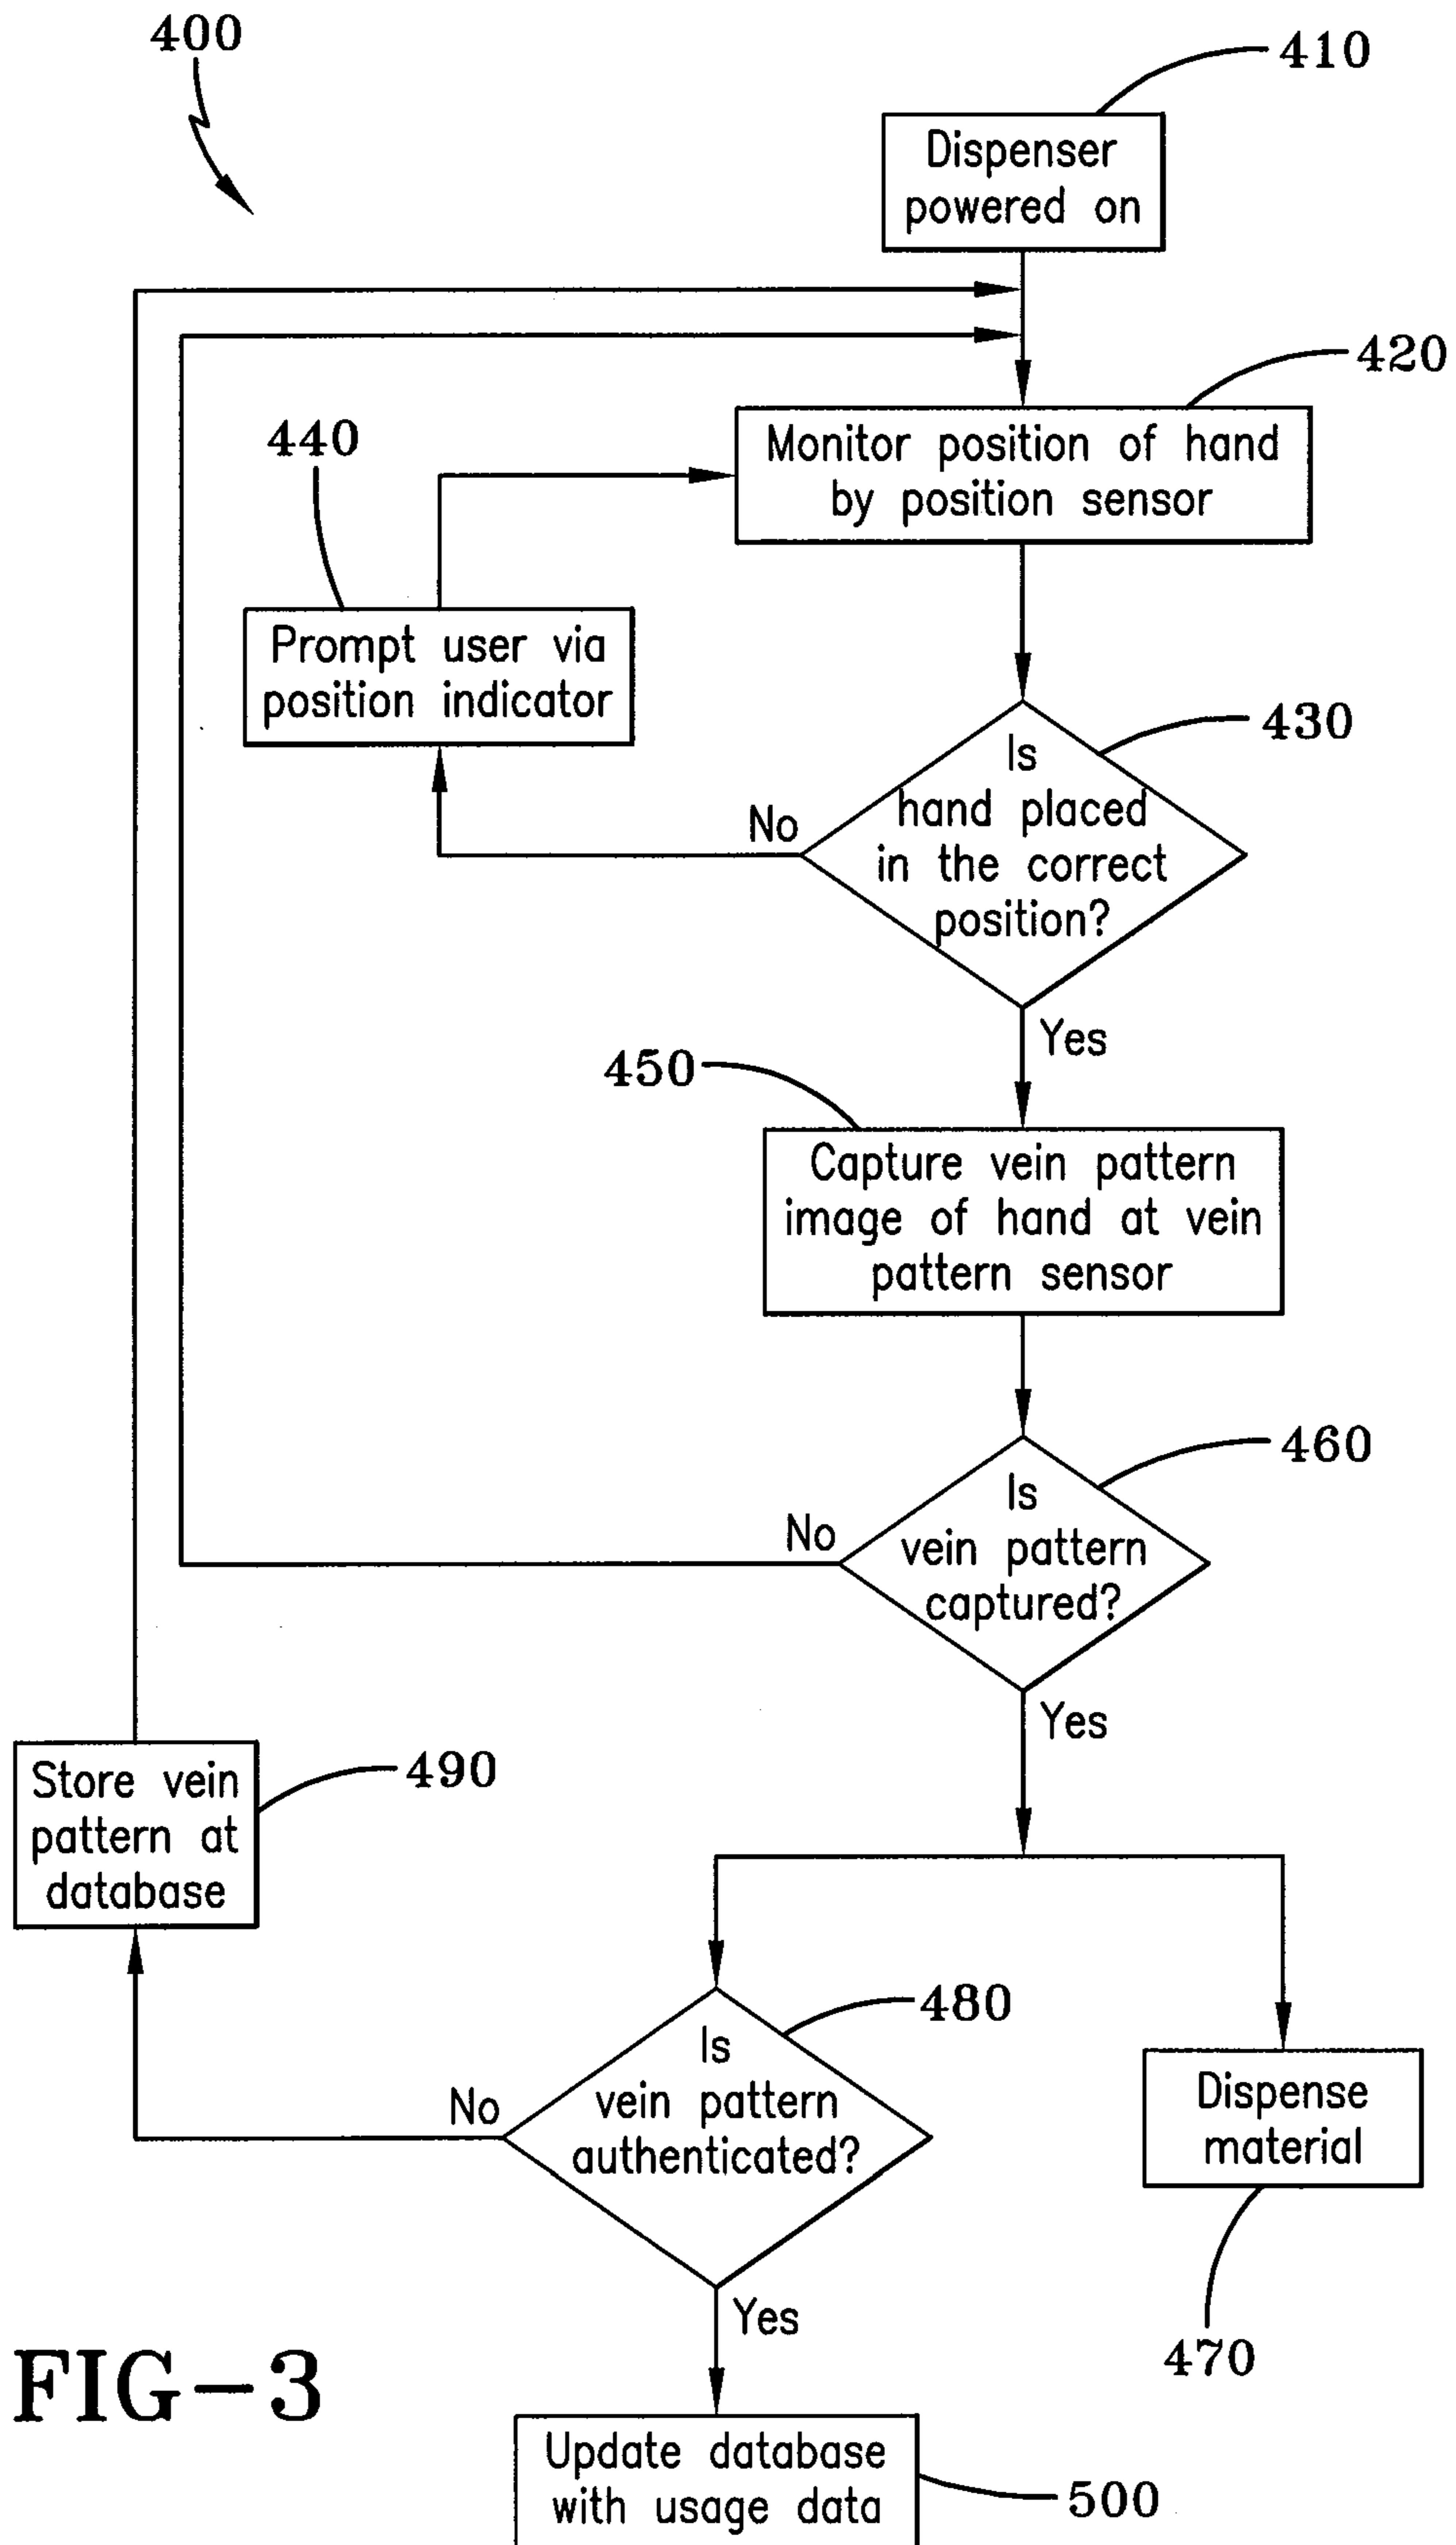 400
410
Dispenser
powered on
420
Monitor position of hand
by position sensor
440
Prompt user via
position indicator
430
Is
hand placed
in the correct
position?
No
Yes
450
Capture vein pattern
image of hand at vein
pattern sensor
460
Is
vein pattern
captured?
No
Yes
Store vein
pattern at
database
490
480
Is
vein pattern
authenticated?
No
Yes
Dispense
material
470
FIG-3
Update database
with usage data
500